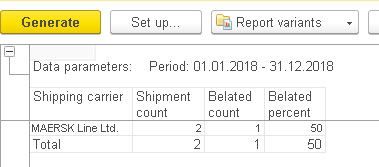 Generate Set up... Report variants
Data parameters: Period: 01.01.2018 - 31.12.2018
Shipping carrier Shipment count Belated count Belated percent
MAERSK Line Ltd. 2 1 50
Total 2 1 50